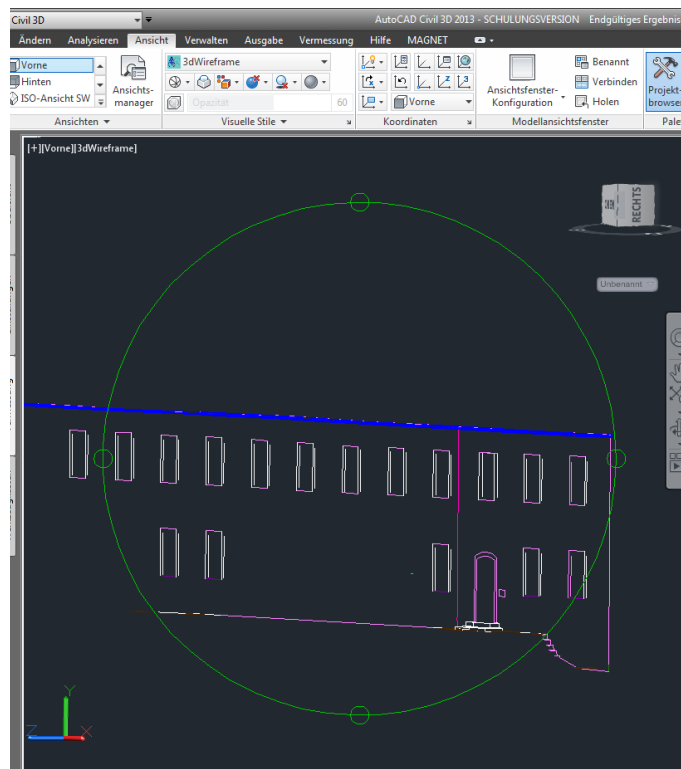 Civil 3D
AutoCAD Civil 3D 2013 - SCHULUNGSVERSION Endgültiges Ergebnis
Ändern Analysieren Ansicht Verwalten Ausgabe Vermessung Hilfe MAGNET
Vorne
Hinten
ISO-Ansicht SW
Ansichts-
manager
Ansichten
3dWireframe
Opazität 60
Visuelle Stile
Vorne
Koordinaten
Ansichtsfenster-
Konfiguration
Benannt
Verbinden
Holen
Modellansichtsfenster
Projekt-
browser
Pale
[+][Vorne][3dWireframe]
RECHTS
Unbenannt
Y
Z X